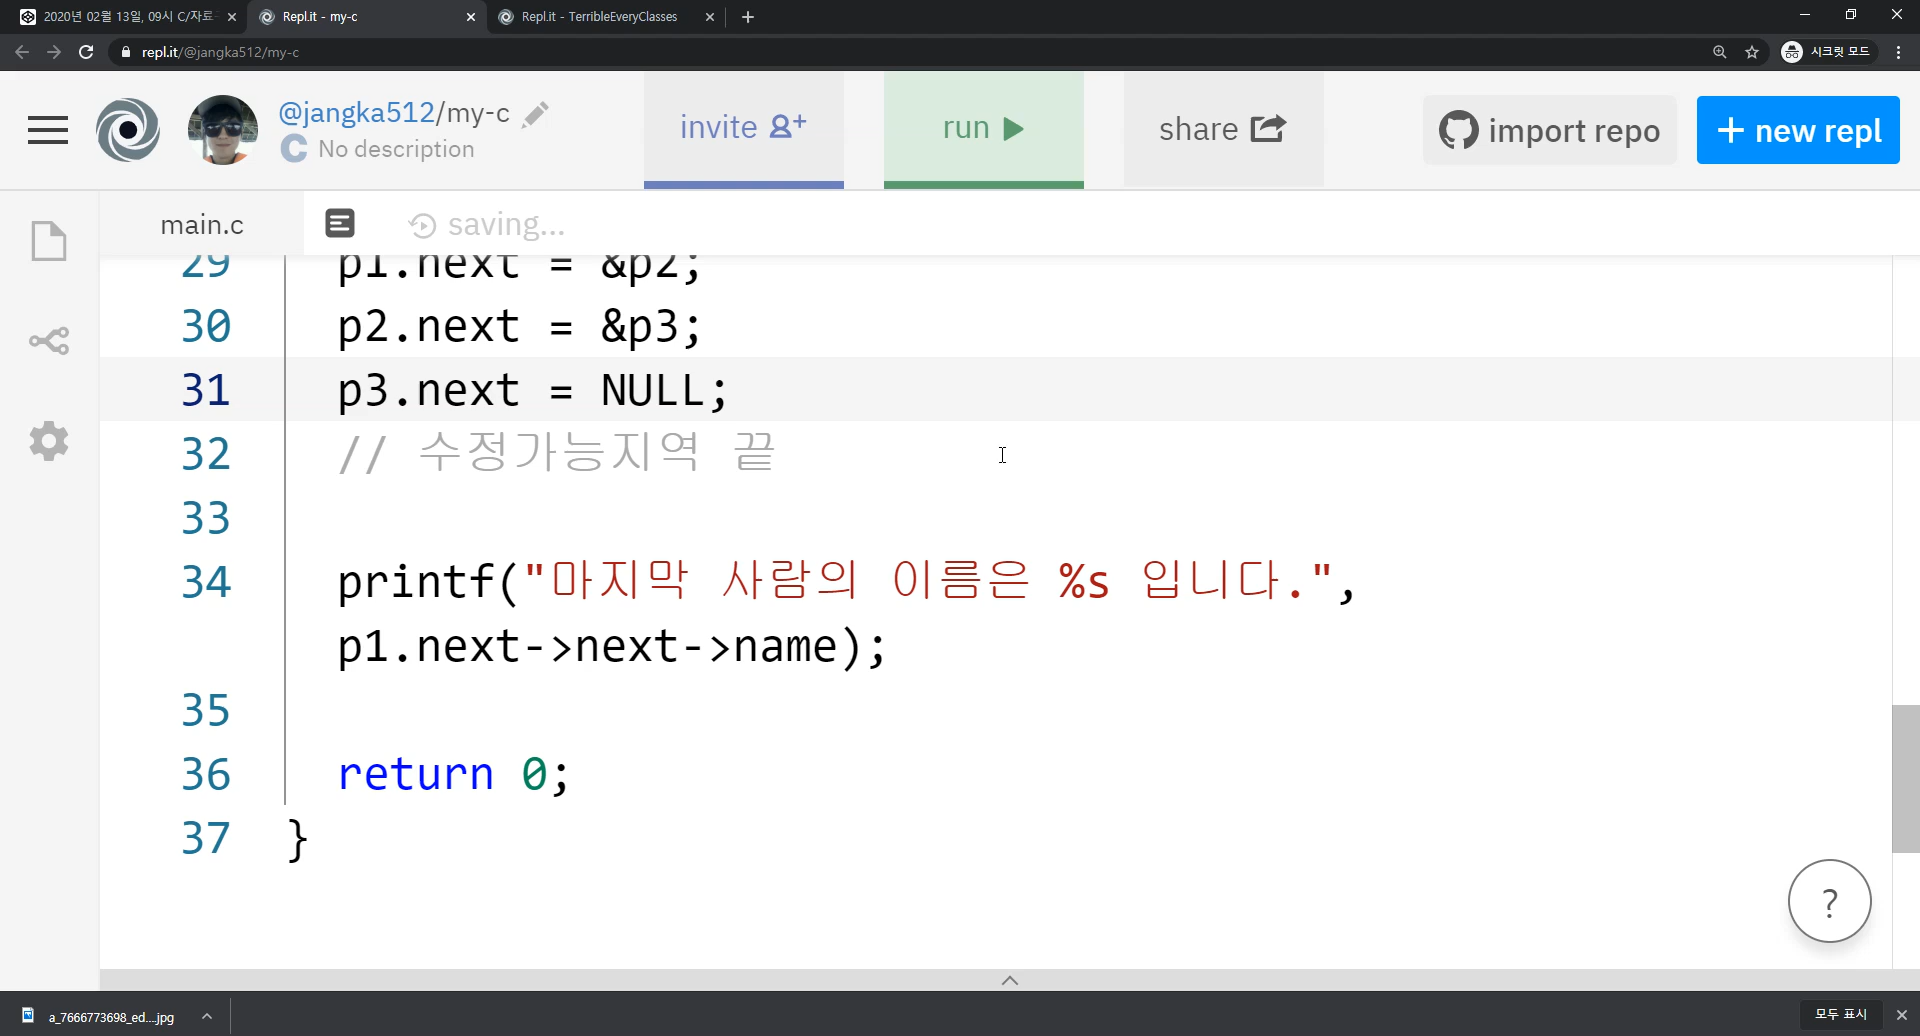 2020년 02월 13일, 09시 C/자료
Repl.it - my-c
Repl.it - TerribleEveryClasses
repl.it/@jangka512/my-c
시크릿 모드
@jangka512/my-c
C No description
invite
run
share
import repo
+ new repl
main.c
saving...
29 p1.next = &p2;
30 p2.next = &p3;
31 p3.next = NULL;
32 // 수정가능지역 끝
33
34 printf("마지막 사람의 이름은 %s 입니다.",
p1.next->next->name);
35
36 return 0;
37 }
?
a_7666773698_ed....jpg
모두 표시